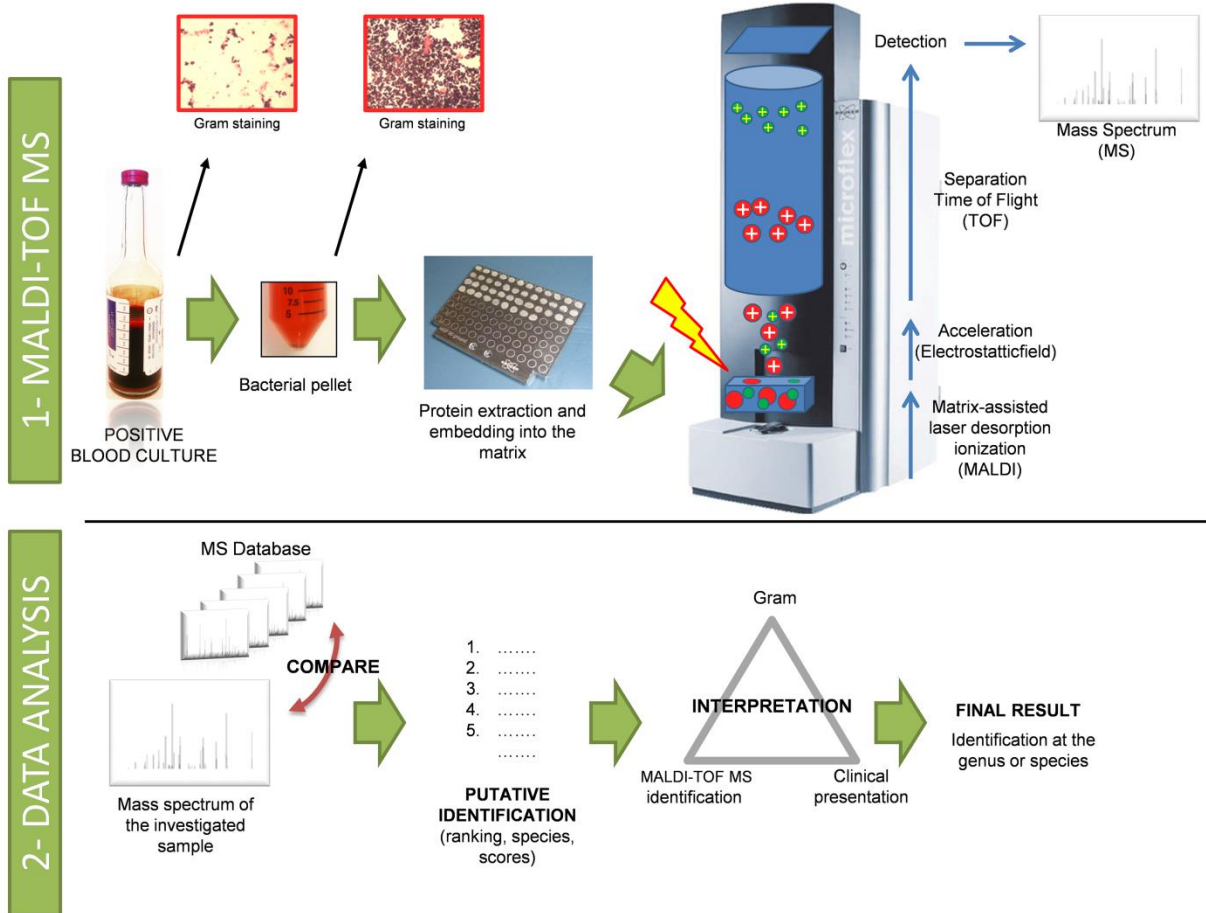 1- MALDI-TOF MS
Gram staining
Gram staining
POSITIVE
BLOOD CULTURE
10
7.5
5
Bacterial pellet
Protein extraction and
embedding into the
matrix
microflex
Detection
Mass Spectrum
(MS)
Separation
Time of Flight
(TOF)
Acceleration
(Electrostatticfield)
Matrix-assisted
laser desorption
ionization
(MALDI)
2- DATA ANALYSIS
MS Database
COMPARE
Mass spectrum of
the investigated
sample
1. …….
2. …….
3. …….
4. …….
5. …….
……
PUTATIVE
IDENTIFICATION
(ranking, species,
scores)
Gram
INTERPRETATION
MALDI-TOF MS
identification
Clinical
presentation
FINAL RESULT
Identification at the
genus or species